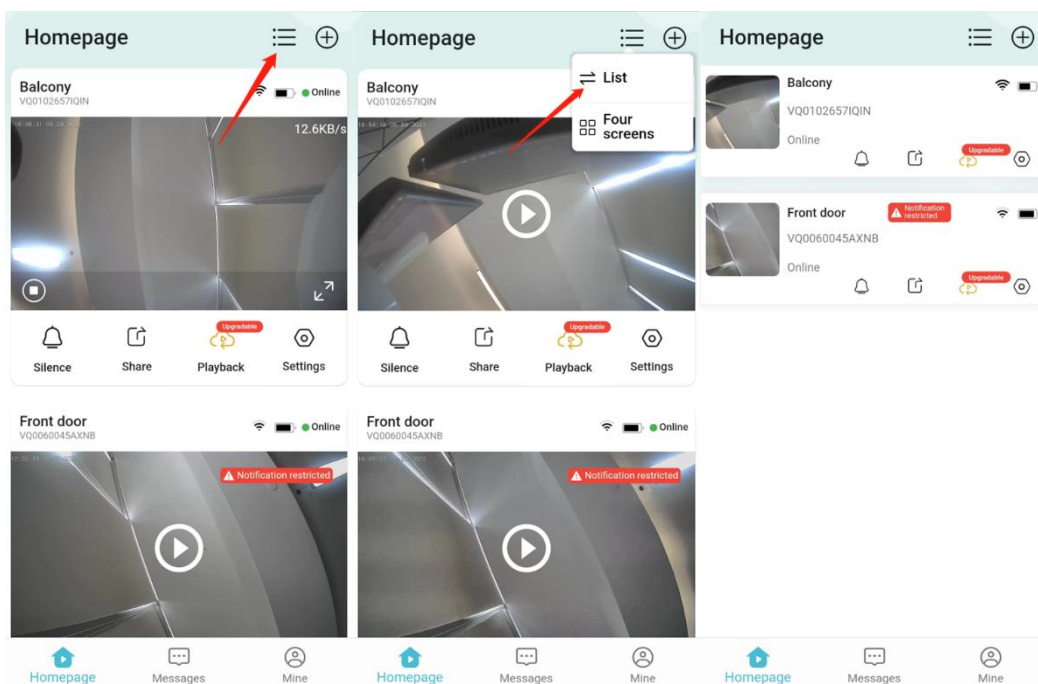 Homepage
Balcony
VQ0102657IQIN
Online
12.6KB/s
Silence
Share
Upgradable
Playback
Settings
Front door
VQ0060045AXNB
Online
Notification restricted
Homepage
Messages
Mine
Homepage
List
Four
screens
Balcony
VQ0102657IQIN
Silence
Share
Upgradable
Playback
Settings
Front door
VQ0060045AXNB
Online
Notification restricted
Homepage
Messages
Mine
Homepage
Balcony
VQ0102657IQIN
Online
Upgradable
Front door
Notification
restricted
VQ0060045AXNB
Online
Upgradable
Homepage
Messages
Mine